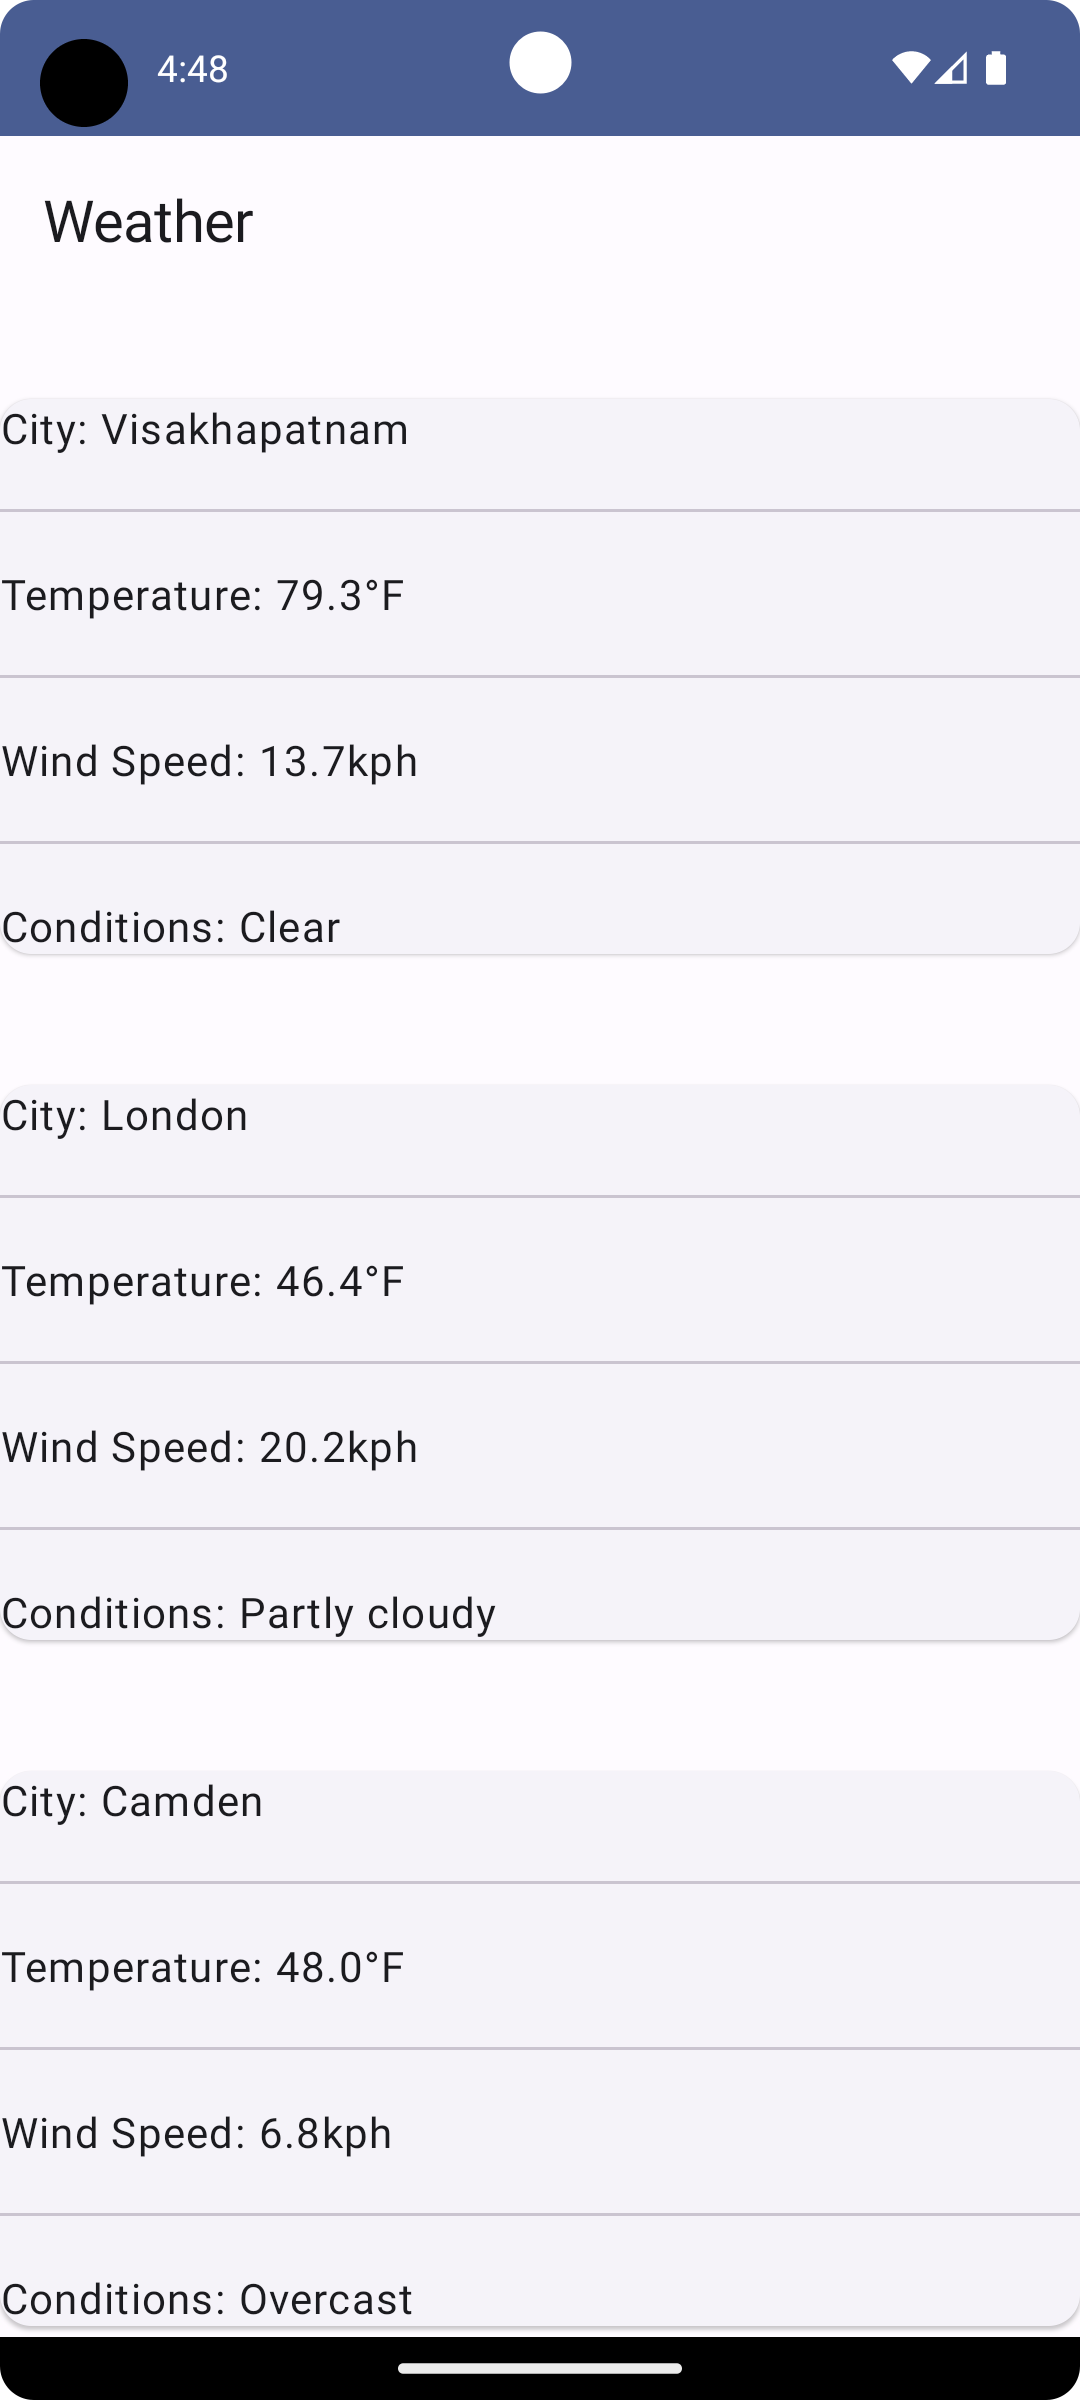 4:48
Weather
City: Visakhapatnam
Temperature: 79.3°F
Wind Speed: 13.7kph
Conditions: Clear
City: London
Temperature: 46.4°F
Wind Speed: 20.2kph
Conditions: Partly cloudy
City: Camden
Temperature: 48.0°F
Wind Speed: 6.8kph
Conditions: Overcast